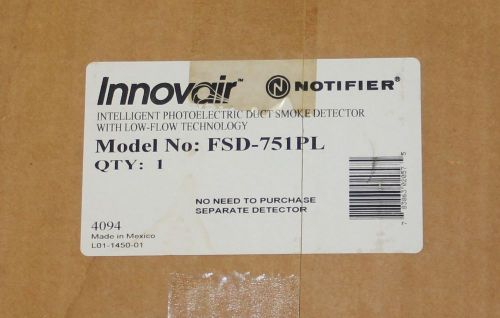 Innovair™ NOTIFIER®
INTELLIGENT PHOTOELECTRIC DUCT SMOKE DETECTOR
WITH LOW-FLOW TECHNOLOGY
Model No: FSD-751PL
QTY: 1
NO NEED TO PURCHASE
SEPARATE DETECTOR
4094
Made in Mexico
L01-1450-01